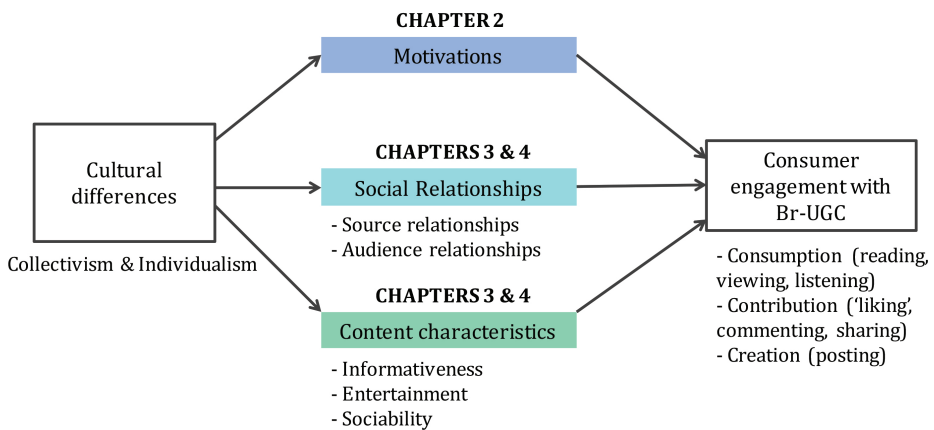 CHAPTER 2
Motivations
Cultural
differences
Collectivism & Individualism
CHAPTERS 3 & 4
Social Relationships
- Source relationships
- Audience relationships
CHAPTERS 3 & 4
Content characteristics
- Informativeness
- Entertainment
- Sociability
Consumer
engagement with
Br-UGC
- Consumption (reading,
viewing, listening)
- Contribution (‘liking’,
commenting, sharing)
- Creation (posting)